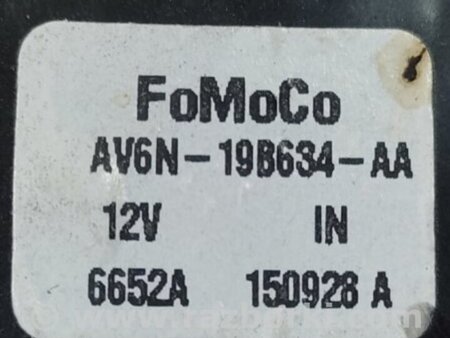 FoMoCo
AV6N-19B634-AA
12V IN
6652A 150928 A